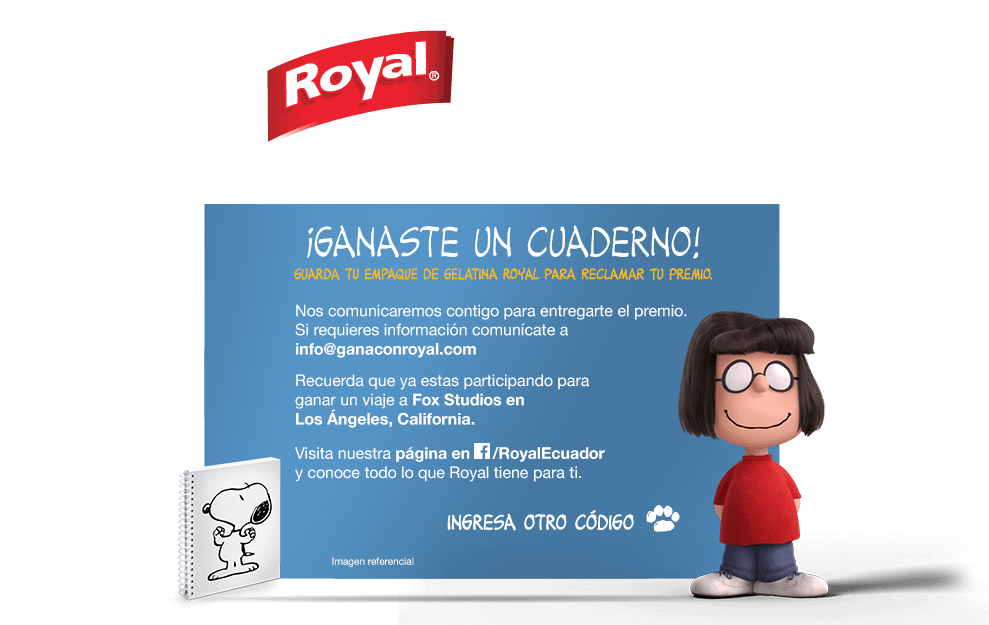 Royal®
¡GANASTE UN CUADERNO!
GUARDA TU EMPAQUE DE GELATINA ROYAL PARA RECLAMAR TU PREMIO.
Nos comunicaremos contigo para entregarte el premio.
Si requieres información comunícate a
info@ganaconroyal.com
Recuerda que ya estas participando para
ganar un viaje a Fox Studios en
Los Ángeles, California.
Visita nuestra página en f/RoyalEcuador
y conoce todo lo que Royal tiene para ti.
INGRESA OTRO CÓDIGO
Imagen referencial